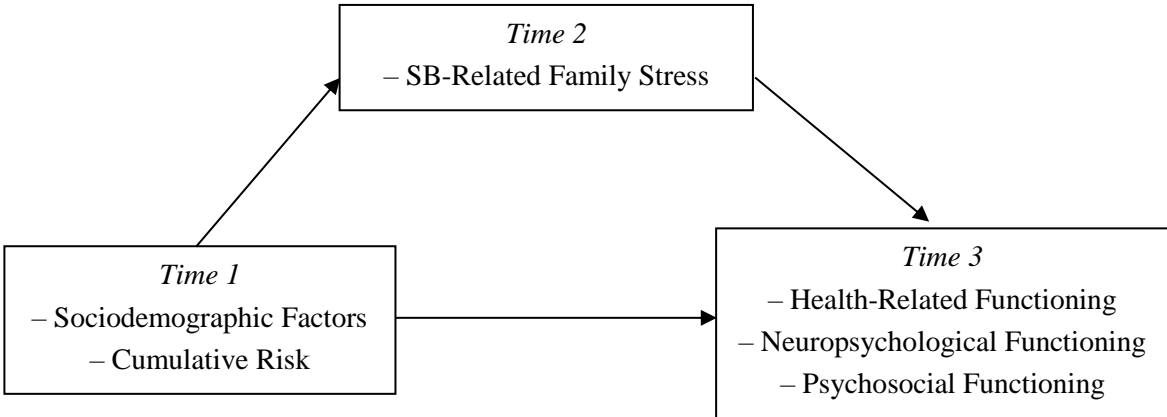 Time 2
– SB-Related Family Stress
Time 1
– Sociodemographic Factors
– Cumulative Risk
Time 3
– Health-Related Functioning
– Neuropsychological Functioning
– Psychosocial Functioning